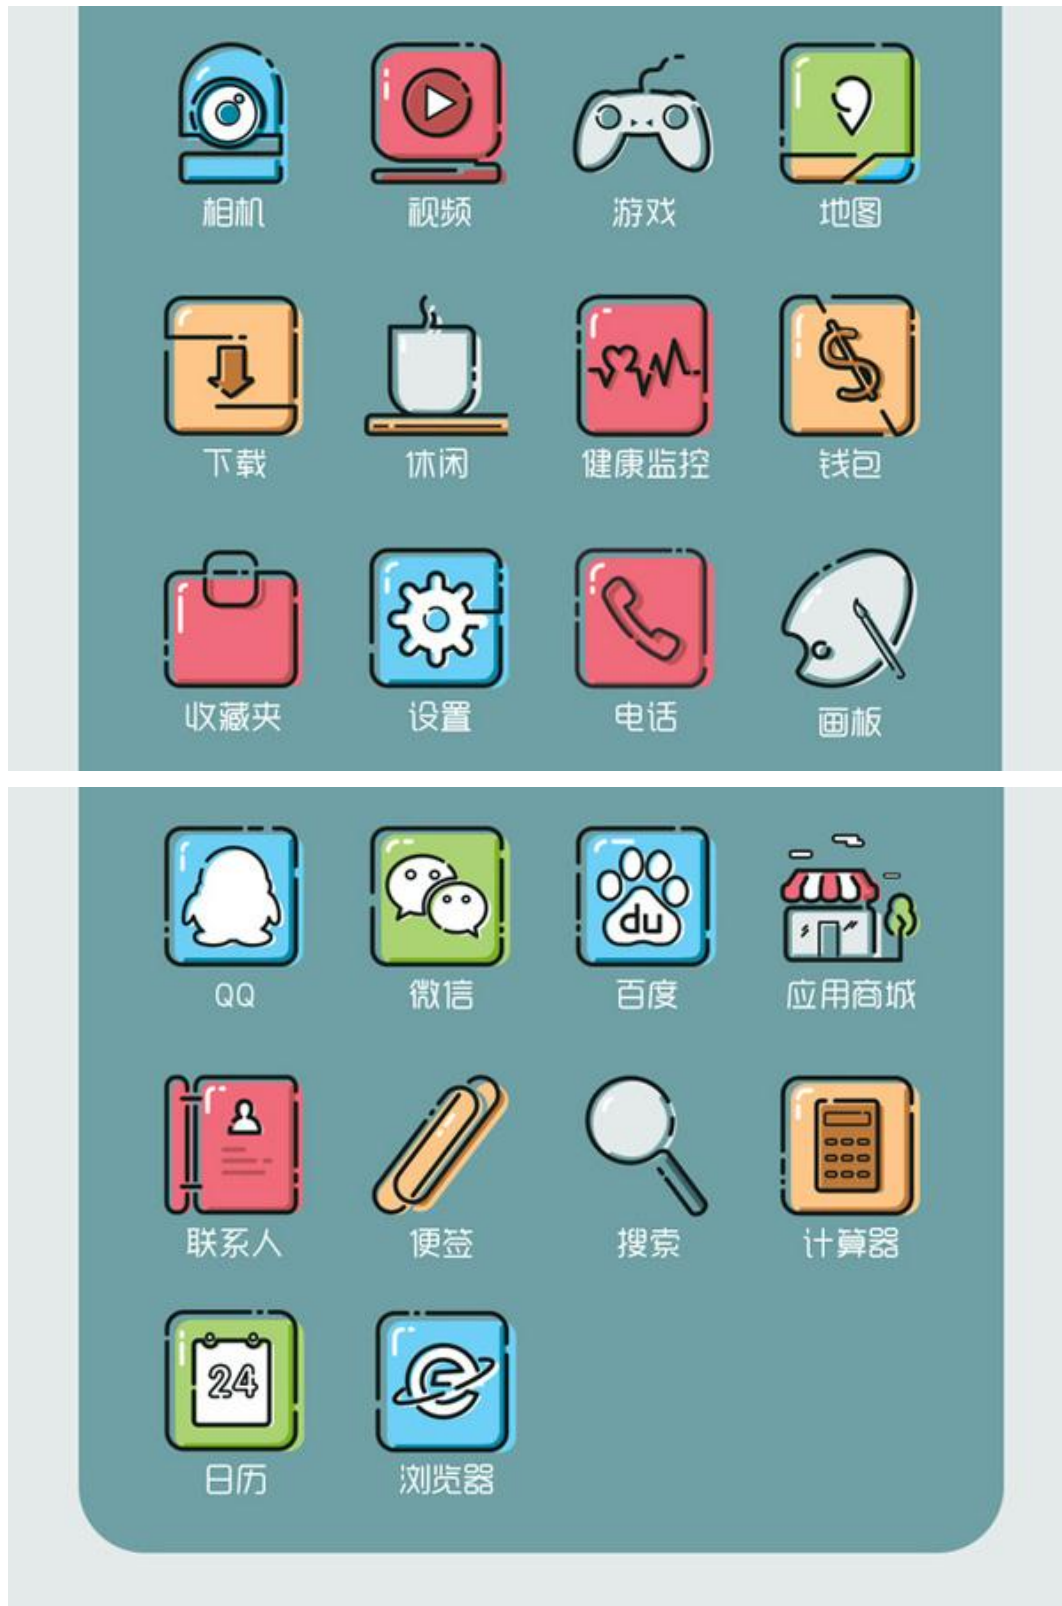 相机 视频 游戏 地图
下载 休闲 健康监控 钱包
收藏夹 设置 电话 画板
du
QQ 微信 百度 应用商城
联系人 便签 搜索 计算器
24
日历 浏览器